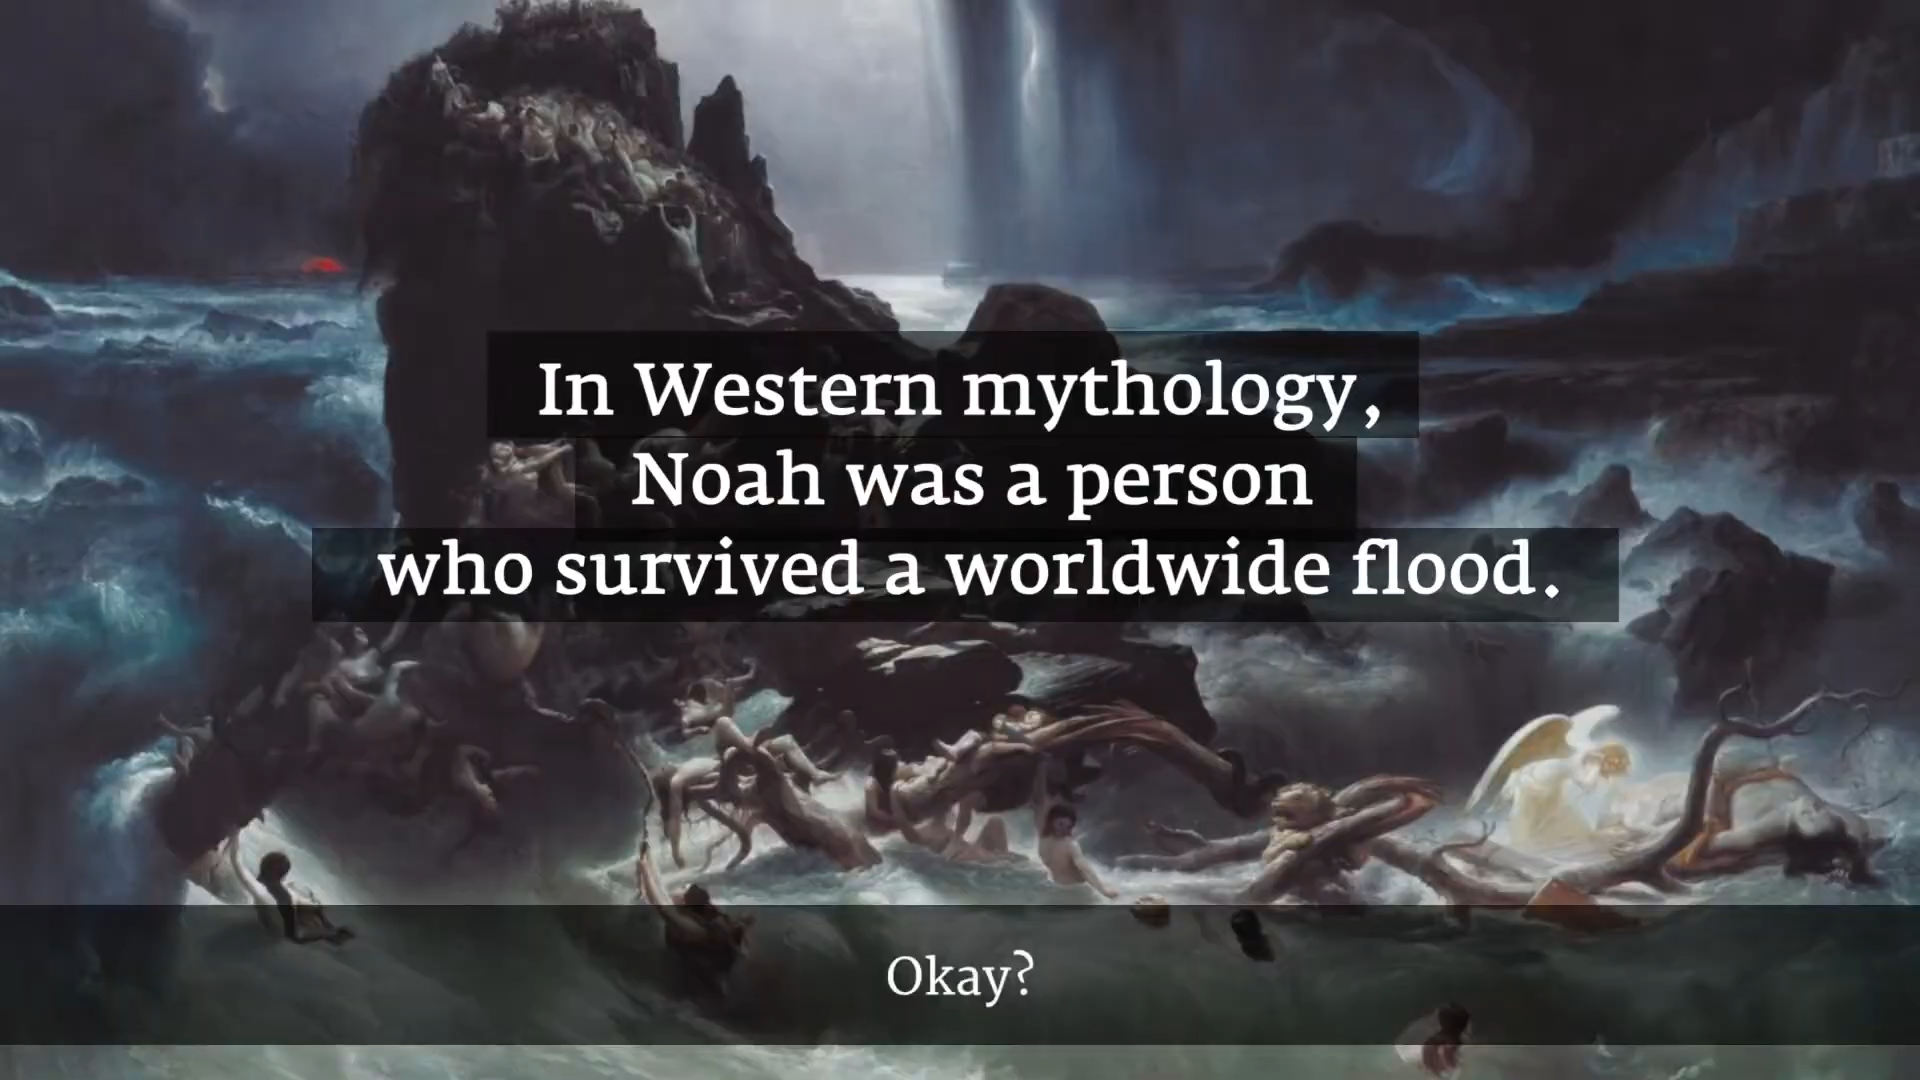 In Western mythology,
Noah was a person
who survived a worldwide flood.
Okay?